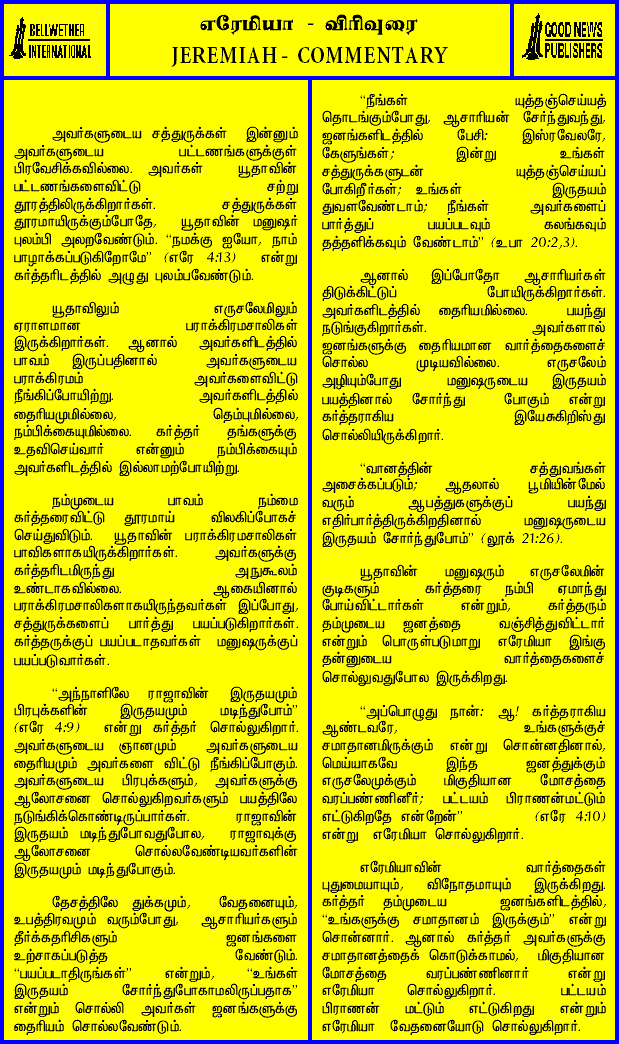 BELLWETHER
INTERNATIONAL
எரேமியா - விரிவுரை
JEREMIAH - COMMENTARY
GOOD NEWS
PUBLISHERS
அவர்களுடைய சத்துருக்கள் இன்னும்
அவர்களுடைய பட்டணங்களுக்குள்
பிரவேசிக்கவில்லை. அவர்கள் யூதாவின்
பட்டணங்களைவிட்டு சற்று
தூரத்திலிருக்கிறார்கள். சத்துருக்கள்
தூரமாயிருக்கும்போதே, யூதாவின் மனுஷர்
புலம்பி அலறவேண்டும். “நமக்கு ஐயோ, நாம்
பாழாக்கப்படுகிறோமே” (எரே 4:13) என்று
கர்த்தரிடத்தில் அழுது புலம்பவேண்டும்.
யூதாவிலும் எருசலேமிலும்
ஏராளமான பராக்கிரமசாலிகள்
இருக்கிறார்கள். ஆனால் அவர்களிடத்தில்
பாவம் இருப்பதினால் அவர்களுடைய
பராக்கிரமம் அவர்களைவிட்டு
நீங்கிப்போயிற்று. அவர்களிடத்தில்
தைரியமுமில்லை, தெம்புமில்லை,
நம்பிக்கையுமில்லை. கர்த்தர் தங்களுக்கு
உதவிசெய்வார் என்னும் நம்பிக்கையும்
அவர்களிடத்தில் இல்லாமற்போயிற்று.
நம்முடைய பாவம் நம்மை
கர்த்தரைவிட்டு தூரமாய் விலகிப்போகச்
செய்துவிடும். யூதாவின் பராக்கிரமசாலிகள்
பாவிகளாகயிருக்கிறார்கள். அவர்களுக்கு
கர்த்தரிடமிருந்து அநுகூலம்
உண்டாகவில்லை. ஆகையினால்
பராக்கிரமசாலிகளாகயிருந்தவர்கள் இப்போது,
சத்துருக்களைப் பார்த்து பயப்படுகிறார்கள்.
கர்த்தருக்குப் பயப்படாதவர்கள் மனுஷருக்குப்
பயப்படுவார்கள்.
“அந்நாளிலே ராஜாவின் இருதயமும்
பிரபுக்களின் இருதயமும் மடிந்துபோம்”
(எரே 4:9) என்று கர்த்தர் சொல்லுகிறார்.
அவர்களுடைய ஞானமும் அவர்களுடைய
தைரியமும் அவர்களை விட்டு நீங்கிப்போகும்.
அவர்களுடைய பிரபுக்களும், அவர்களுக்கு
ஆலோசனை சொல்லுகிறவர்களும் பயத்திலே
நடுங்கிக்கொண்டிருப்பார்கள். ராஜாவின்
இருதயம் மடிந்துபோவதுபோல, ராஜாவுக்கு
ஆலோசனை சொல்லவேண்டியவர்களின்
இருதயமும் மடிந்துபோகும்.
தேசத்திலே துக்கமும், வேதனையும்,
உபத்திரவமும் வரும்போது, ஆசாரியர்களும்
தீர்க்கதரிசிகளும் ஜனங்களை
உற்சாகப்படுத்த வேண்டும்.
“பயப்படாதிருங்கள்” என்றும், “உங்கள்
இருதயம் சோர்ந்துபோகாமலிருப்பதாக”
என்றும் சொல்லி அவர்கள் ஜனங்களுக்கு
தைரியம் சொல்லவேண்டும்.
“நீங்கள் யுத்தஞ்செய்யத்
தொடங்கும்போது, ஆசாரியன் சேர்ந்துவந்து,
ஜனங்களிடத்தில் பேசி: இஸ்ரவேலரே,
கேளுங்கள்; இன்று உங்கள்
சத்துருக்களுடன் யுத்தஞ்செய்யப்
போகிறீர்கள்; உங்கள் இருதயம்
துவளவேண்டாம்; நீங்கள் அவர்களைப்
பார்த்துப் பயப்படவும் கலங்கவும்
தத்தளிக்கவும் வேண்டாம்” (உபா 20:2,3).
ஆனால் இப்போதோ ஆசாரியர்கள்
திடுக்கிட்டுப் போயிருக்கிறார்கள்.
அவர்களிடத்தில் தைரியமில்லை. பயந்து
நடுங்குகிறார்கள். அவர்களால்
ஜனங்களுக்கு தைரியமான வார்த்தைகளைச்
சொல்ல முடியவில்லை. எருசலேம்
அழியும்போது மனுஷருடைய இருதயம்
பயத்தினால் சோர்ந்து போகும் என்று
கர்த்தராகிய இயேசுகிறிஸ்து
சொல்லியிருக்கிறார்.
“வானத்தின் சத்துவங்கள்
அசைக்கப்படும்; ஆதலால் பூமியின்மேல்
வரும் ஆபத்துகளுக்குப் பயந்து
எதிர்பார்த்திருக்கிறதினால் மனுஷருடைய
இருதயம் சோர்ந்துபோம்” (லூக் 21:26).
யூதாவின் மனுஷரும் எருசலேமின்
குடிகளும் கர்த்தரை நம்பி ஏமாந்து
போய்விட்டார்கள் என்றும், கர்த்தரும்
தம்முடைய ஜனத்தை வஞ்சித்துவிட்டார்
என்றும் பொருள்படுமாறு எரேமியா இங்கு
தன்னுடைய வார்த்தைகளைச்
சொல்லுவதுபோல இருக்கிறது.
“அப்பொழுது நான்: ஆ! கர்த்தராகிய
ஆண்டவரே, உங்களுக்குச்
சமாதானமிருக்கும் என்று சொன்னதினால்,
மெய்யாகவே இந்த ஜனத்துக்கும்
எருசலேமுக்கும் மிகுதியான மோசத்தை
வரப்பண்ணினீர்; பட்டயம் பிராணன்மட்டும்
எட்டுகிறதே என்றேன்” (எரே 4:10)
என்று எரேமியா சொல்லுகிறார்.
எரேமியாவின் வார்த்தைகள்
புதுமையாயும், விநோதமாயும் இருக்கிறது.
கர்த்தர் தம்முடைய ஜனங்களிடத்தில்,
“உங்களுக்கு சமாதானம் இருக்கும்” என்று
சொன்னார். ஆனால் கர்த்தர் அவர்களுக்கு
சமாதானத்தைக் கொடுக்காமல், மிகுதியான
மோசத்தை வரப்பண்ணினார் என்று
எரேமியா சொல்லுகிறார். பட்டயம்
பிராணன் மட்டும் எட்டுகிறது என்றும்
எரேமியா வேதனையோடு சொல்லுகிறார்.